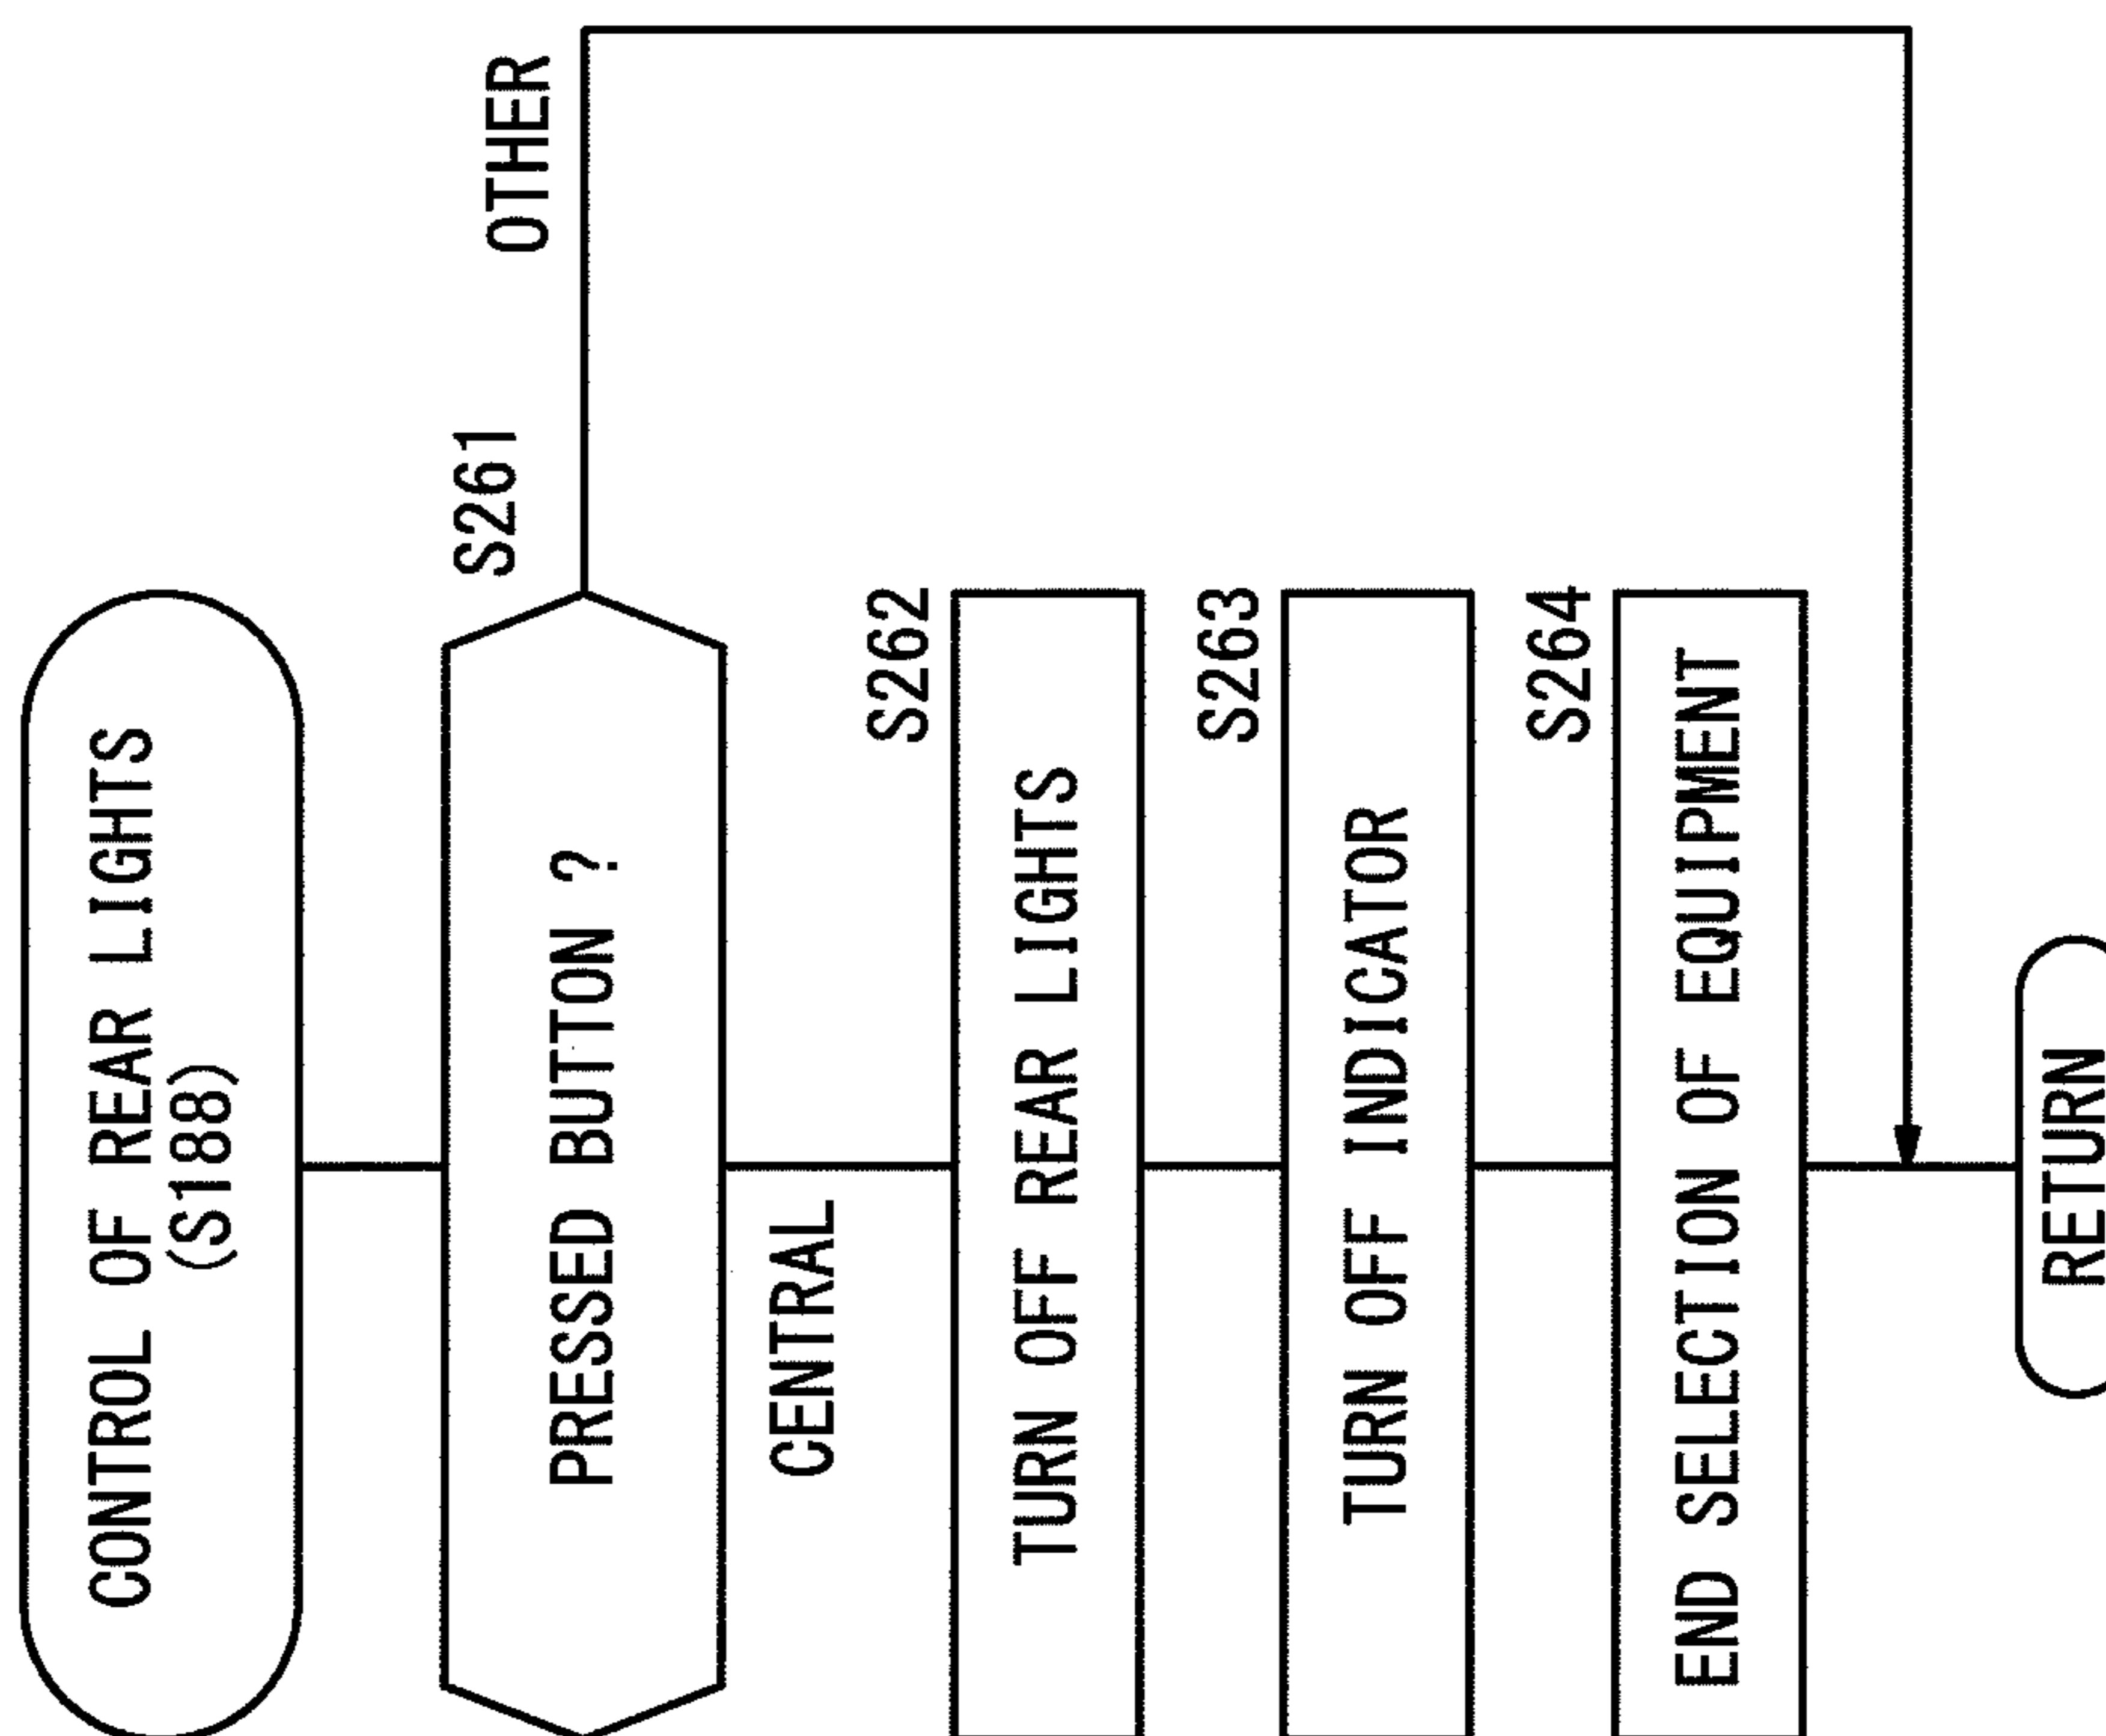 CONTROL OF REAR LIGHTS
(S188)
S261
PRESSED BUTTON ?
OTHER
CENTRAL
S262
TURN OFF REAR LIGHTS
S263
TURN OFF INDICATOR
S264
END SELECTION OF EQUIPMENT
RETURN